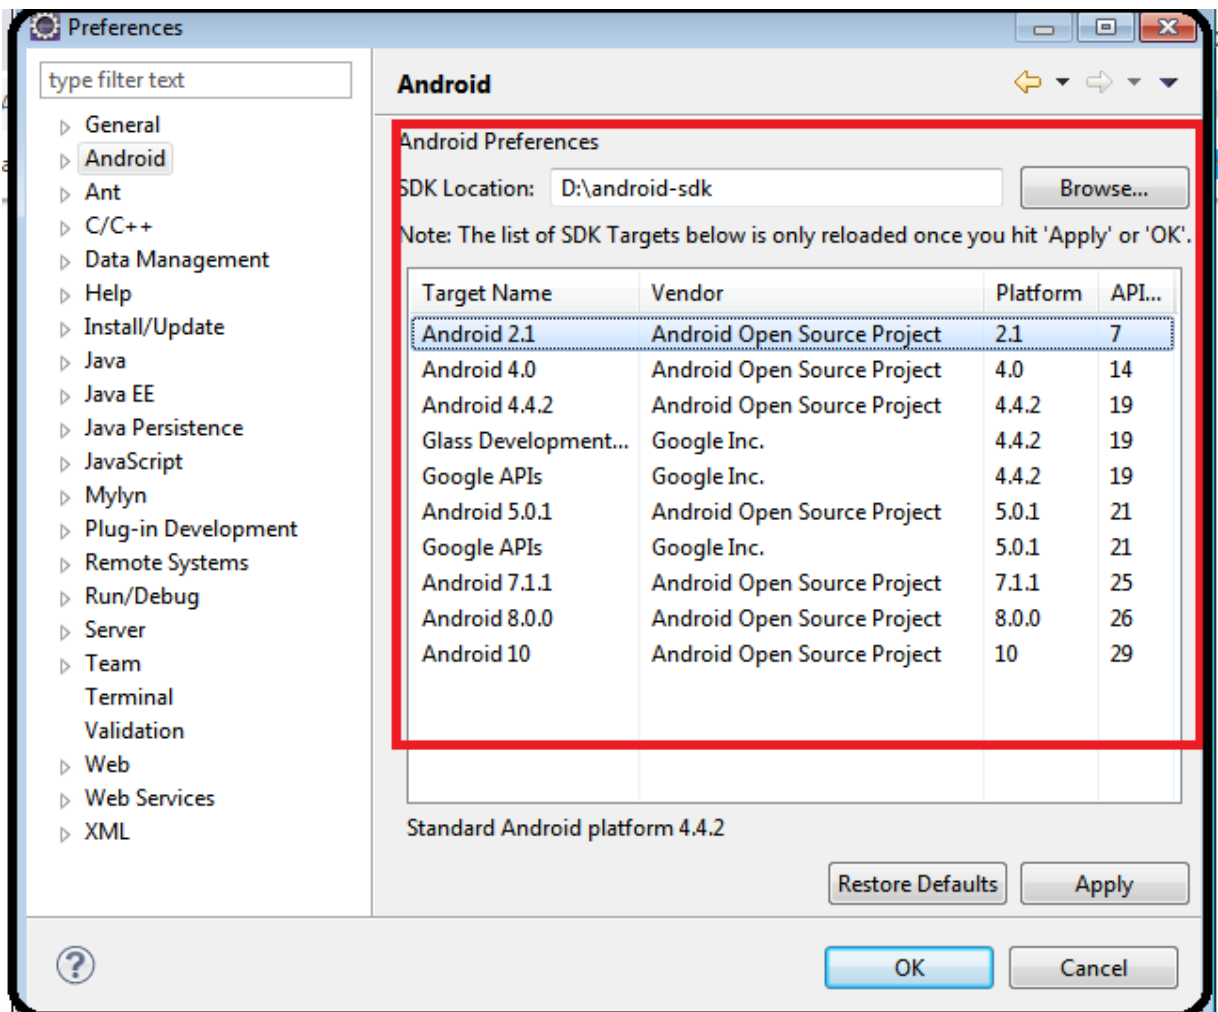 Preferences
type filter text
General
Android
Ant
C/C++
Data Management
Help
Install/Update
Java
Java EE
Java Persistence
JavaScript
Mylyn
Plug-in Development
Remote Systems
Run/Debug
Server
Team
Terminal
Validation
Web
Web Services
XML
Android
Android Preferences
SDK Location: D:\android-sdk Browse...
Note: The list of SDK Targets below is only reloaded once you hit 'Apply' or 'OK'.
Target Name Vendor Platform API...
Android 2.1 Android Open Source Project 2.1 7
Android 4.0 Android Open Source Project 4.0 14
Android 4.4.2 Android Open Source Project 4.4.2 19
Glass Development... Google Inc. 4.4.2 19
Google APIs Google Inc. 4.4.2 19
Android 5.0.1 Android Open Source Project 5.0.1 21
Google APIs Google Inc. 5.0.1 21
Android 7.1.1 Android Open Source Project 7.1.1 25
Android 8.0.0 Android Open Source Project 8.0.0 26
Android 10 Android Open Source Project 10 29
Standard Android platform 4.4.2
Restore Defaults Apply
OK Cancel